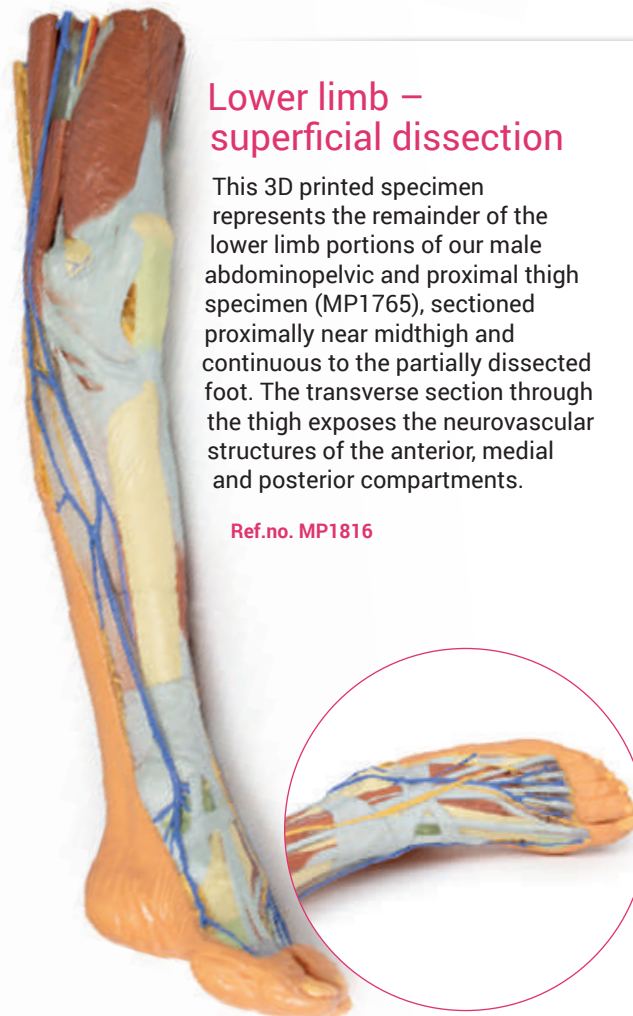 Lower limb –
superficial dissection
This 3D printed specimen
represents the remainder of the
lower limb portions of our male
abdominopelvic and proximal thigh
specimen (MP1765), sectioned
proximally near midthigh and
continuous to the partially dissected
foot. The transverse section through
the thigh exposes the neurovascular
structures of the anterior, medial
and posterior compartments.
Ref.no. MP1816